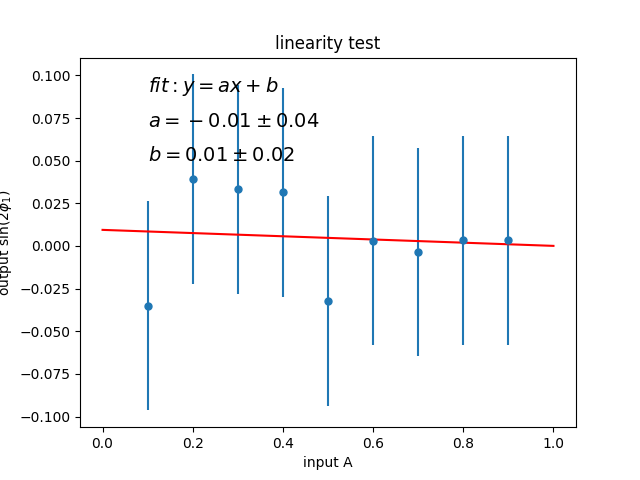 linearity test
fit : y = ax + b
a = − 0.01 ± 0.04
b = 0.01 ± 0.02
output sin(2ϕ₁)
0.100
0.075
0.050
0.025
0.000
−0.025
−0.050
−0.075
−0.100
0.0 0.2 0.4 0.6 0.8 1.0
input A